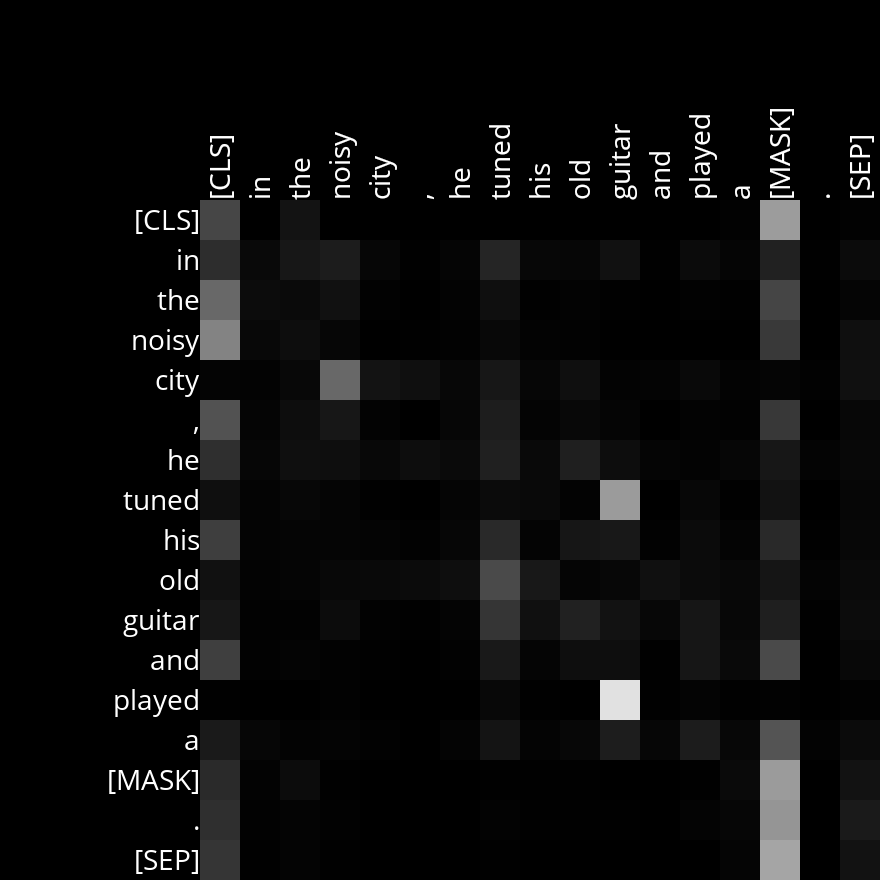 [CLS] in the noisy city , he tuned his old guitar and played a [MASK] . [SEP]
[CLS]
in
the
noisy
city
,
he
tuned
his
old
guitar
and
played
a
[MASK]
.
[SEP]